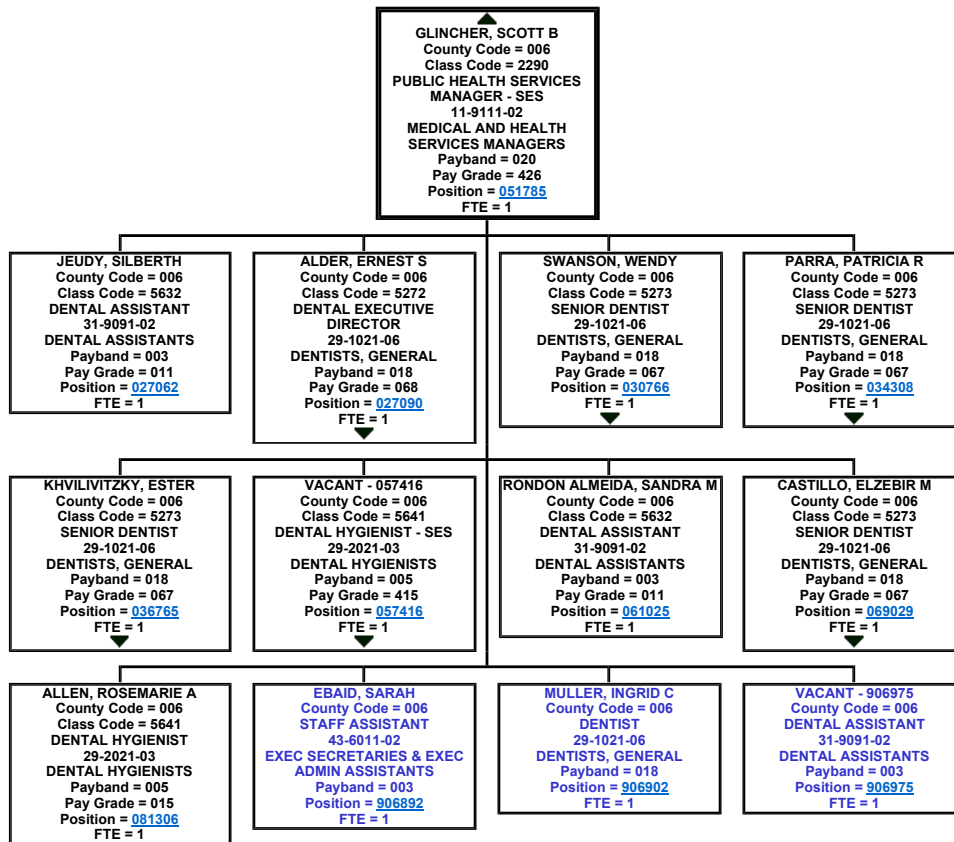 GLINCHER, SCOTT B
County Code = 006
Class Code = 2290
PUBLIC HEALTH SERVICES
MANAGER - SES
11-9111-02
MEDICAL AND HEALTH
SERVICES MANAGERS
Payband = 020
Pay Grade = 426
Position = 051785
FTE = 1
JEUDY, SILBERTH
County Code = 006
Class Code = 5632
DENTAL ASSISTANT
31-9091-02
DENTAL ASSISTANTS
Payband = 003
Pay Grade = 011
Position = 027062
FTE = 1
ALDER, ERNEST S
County Code = 006
Class Code = 5272
DENTAL EXECUTIVE
DIRECTOR
29-1021-06
DENTISTS, GENERAL
Payband = 018
Pay Grade = 068
Position = 027090
FTE = 1
SWANSON, WENDY
County Code = 006
Class Code = 5273
SENIOR DENTIST
29-1021-06
DENTISTS, GENERAL
Payband = 018
Pay Grade = 067
Position = 030766
FTE = 1
PARRA, PATRICIA R
County Code = 006
Class Code = 5273
SENIOR DENTIST
29-1021-06
DENTISTS, GENERAL
Payband = 018
Pay Grade = 067
Position = 034308
FTE = 1
KHVILIVITZKY, ESTER
County Code = 006
Class Code = 5273
SENIOR DENTIST
29-1021-06
DENTISTS, GENERAL
Payband = 018
Pay Grade = 067
Position = 036765
FTE = 1
VACANT - 057416
County Code = 006
Class Code = 5641
DENTAL HYGIENIST - SES
29-2021-03
DENTAL HYGIENISTS
Payband = 005
Pay Grade = 415
Position = 057416
FTE = 1
RONDON ALMEIDA, SANDRA M
County Code = 006
Class Code = 5632
DENTAL ASSISTANT
31-9091-02
DENTAL ASSISTANTS
Payband = 003
Pay Grade = 011
Position = 061025
FTE = 1
CASTILLO, ELZEBIR M
County Code = 006
Class Code = 5273
SENIOR DENTIST
29-1021-06
DENTISTS, GENERAL
Payband = 018
Pay Grade = 067
Position = 069029
FTE = 1
ALLEN, ROSEMARIE A
County Code = 006
Class Code = 5641
DENTAL HYGIENIST
29-2021-03
DENTAL HYGIENISTS
Payband = 005
Pay Grade = 015
Position = 081306
FTE = 1
EBAID, SARAH
County Code = 006
STAFF ASSISTANT
43-6011-02
EXEC SECRETARIES & EXEC
ADMIN ASSISTANTS
Payband = 003
Position = 906892
FTE = 1
MULLER, INGRID C
County Code = 006
DENTIST
29-1021-06
DENTISTS, GENERAL
Payband = 018
Position = 906902
FTE = 1
VACANT - 906975
County Code = 006
DENTAL ASSISTANT
31-9091-02
DENTAL ASSISTANTS
Payband = 003
Position = 906975
FTE = 1